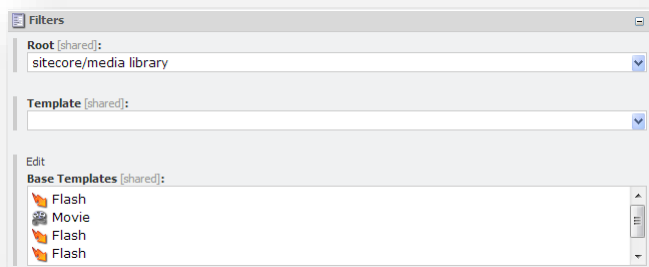 Filters
Root [shared]:
sitecore/media library
Template [shared]:
Edit
Base Templates [shared]:
Flash
Movie
Flash
Flash